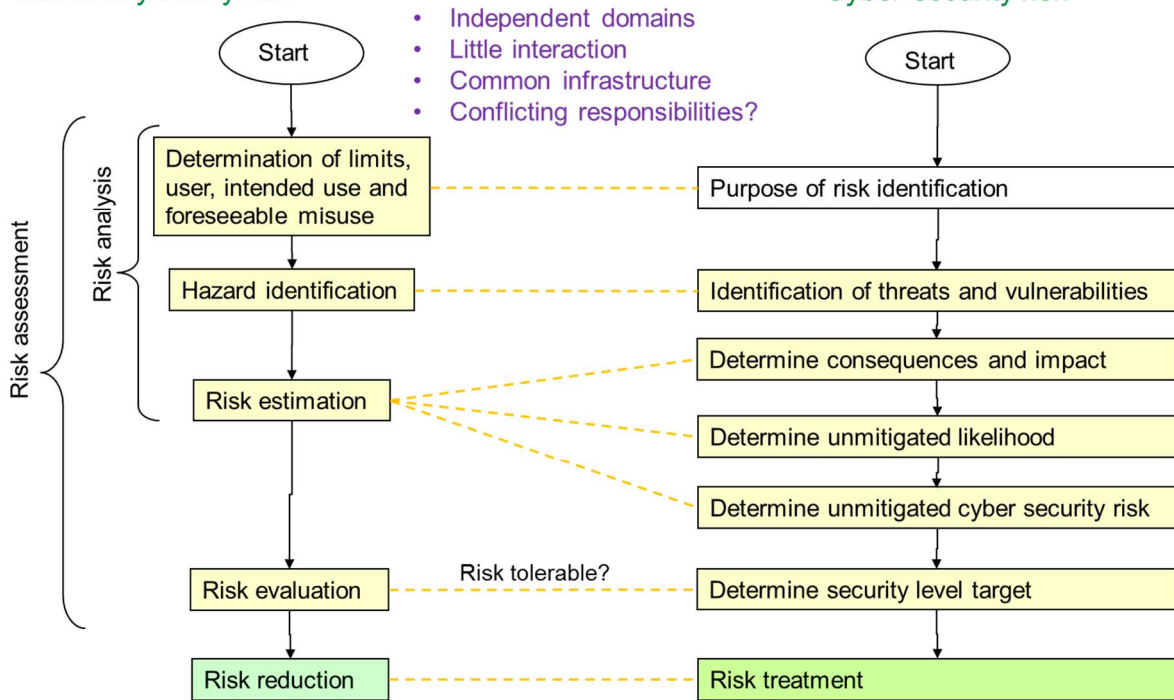 • Independent domains
• Little interaction
• Common infrastructure
• Conflicting responsibilities?
Start
Start
Risk assessment
Risk analysis
Determination of limits,
user, intended use and
foreseeable misuse
Purpose of risk identification
Hazard identification
Identification of threats and vulnerabilities
Determine consequences and impact
Risk estimation
Determine unmitigated likelihood
Determine unmitigated cyber security risk
Risk evaluation
Risk tolerable?
Determine security level target
Risk reduction
Risk treatment